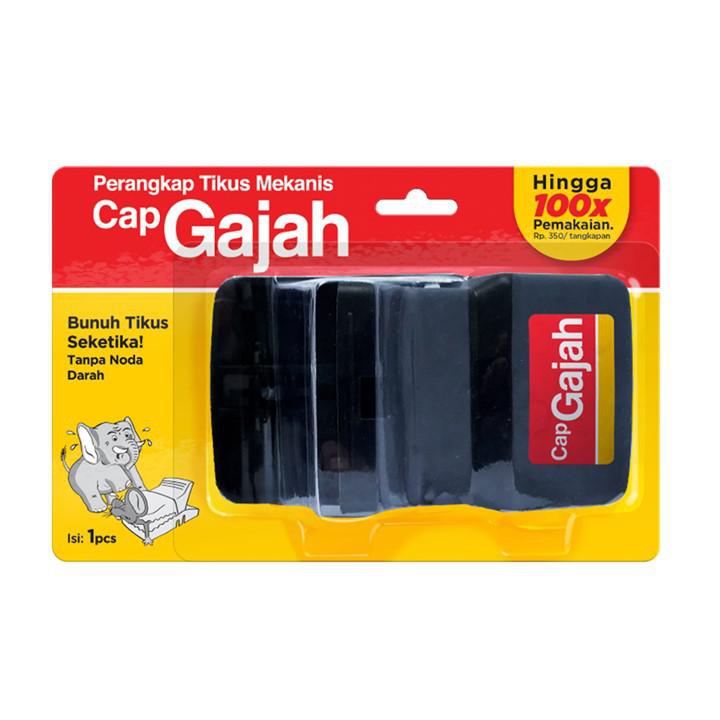 Perangkap Tikus Mekanis
Cap Gajah
Hingga
100x
Pemakaian.
Rp. 350/ tangkapan
Bunuh Tikus
Seketika!
Tanpa Noda
Darah
Isi: 1pcs
Cap Gajah